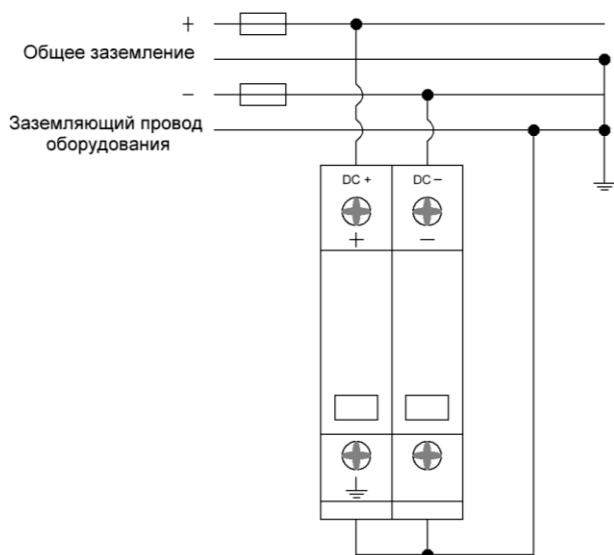 +
Общее заземление
−
Заземляющий провод
оборудования
DC + DC −
+ −